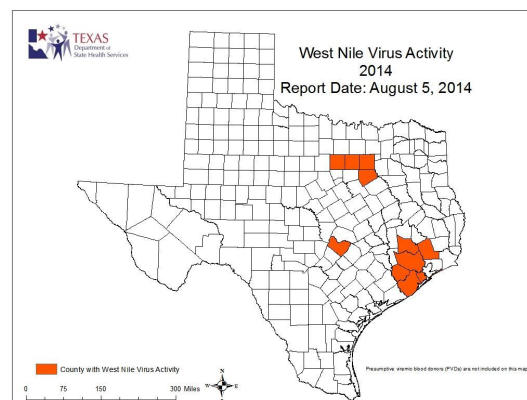 TEXAS
Department of
State Health Services
West Nile Virus Activity
2014
Report Date: August 5, 2014
County with West Nile Virus Activity
Presumptive viremic blood donors (PVDs) are not included on this map
0 75 150 300 Miles
N
W E
S